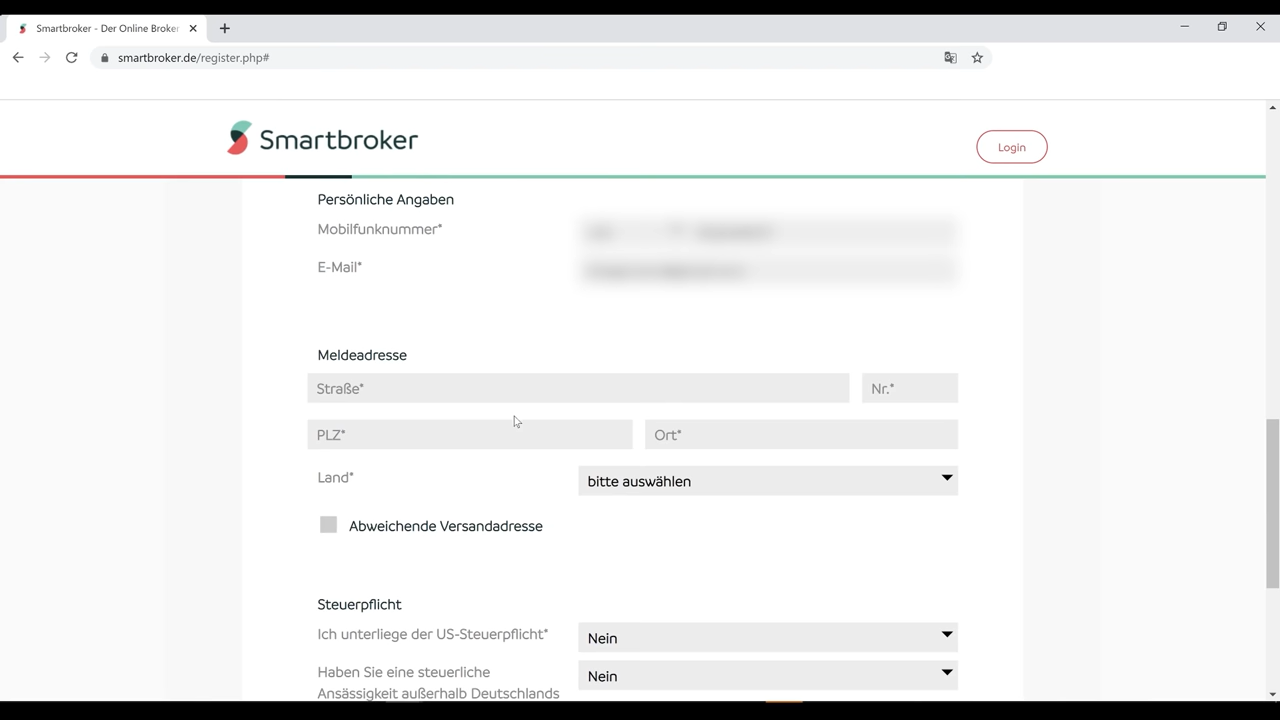 Smartbroker - Der Online Broker
smartbroker.de/register.php#
Smartbroker
Login
Persönliche Angaben
Mobilfunknummer*
E-Mail*
Meldeadresse
Straße*
Nr.*
PLZ*
Ort*
Land*
bitte auswählen
Abweichende Versandadresse
Steuerpflicht
Ich unterliege der US-Steuerpflicht*
Nein
Haben Sie eine steuerliche
Ansässigkeit außerhalb Deutschlands
Nein